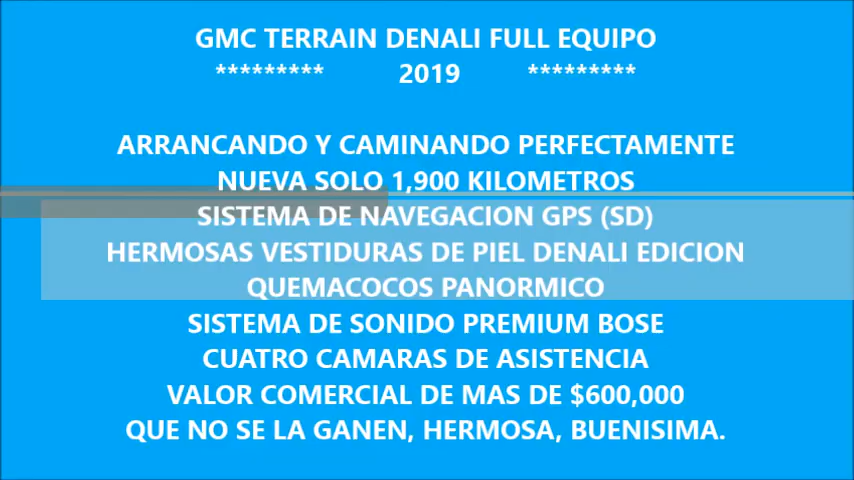 GMC TERRAIN DENALI FULL EQUIPO
********* 2019 *********
ARRANCANDO Y CAMINANDO PERFECTAMENTE
NUEVA SOLO 1,900 KILOMETROS
SISTEMA DE NAVEGACION GPS (SD)
HERMOSAS VESTIDURAS DE PIEL DENALI EDICION
QUEMACOCOS PANORMICO
SISTEMA DE SONIDO PREMIUM BOSE
CUATRO CAMARAS DE ASISTENCIA
VALOR COMERCIAL DE MAS DE $600,000
QUE NO SE LA GANEN, HERMOSA, BUENISIMA.